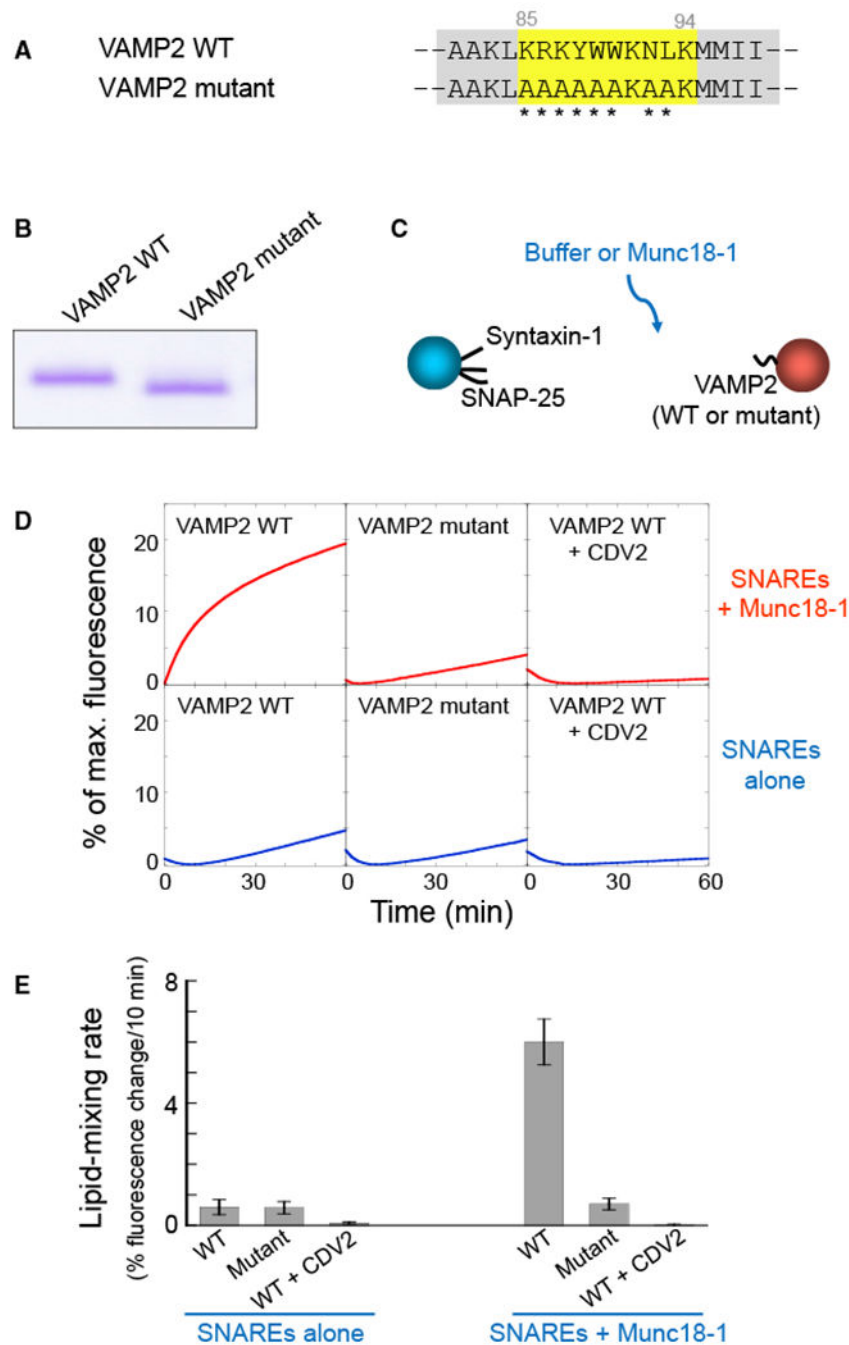 A
VAMP2 WT
VAMP2 mutant
85 94
--AAKLKRKYWWKNLKMMII--
--AAKLAAAAAAKAAKMMII--
****** **
B
VAMP2 WT
VAMP2 mutant
C
Buffer or Munc18-1
Syntaxin-1
SNAP-25
VAMP2
(WT or mutant)
D
% of max. fluorescence
20
10
0
VAMP2 WT
VAMP2 mutant
VAMP2 WT
+ CDV2
SNAREs
+ Munc18-1
20
10
0
VAMP2 WT
VAMP2 mutant
VAMP2 WT
+ CDV2
SNAREs
alone
0 30 0 30 0 30 60
Time (min)
E
Lipid-mixing rate
(% fluorescence change/10 min)
8
4
0
WT
Mutant
WT + CDV2
WT
Mutant
WT + CDV2
SNAREs alone
SNAREs + Munc18-1